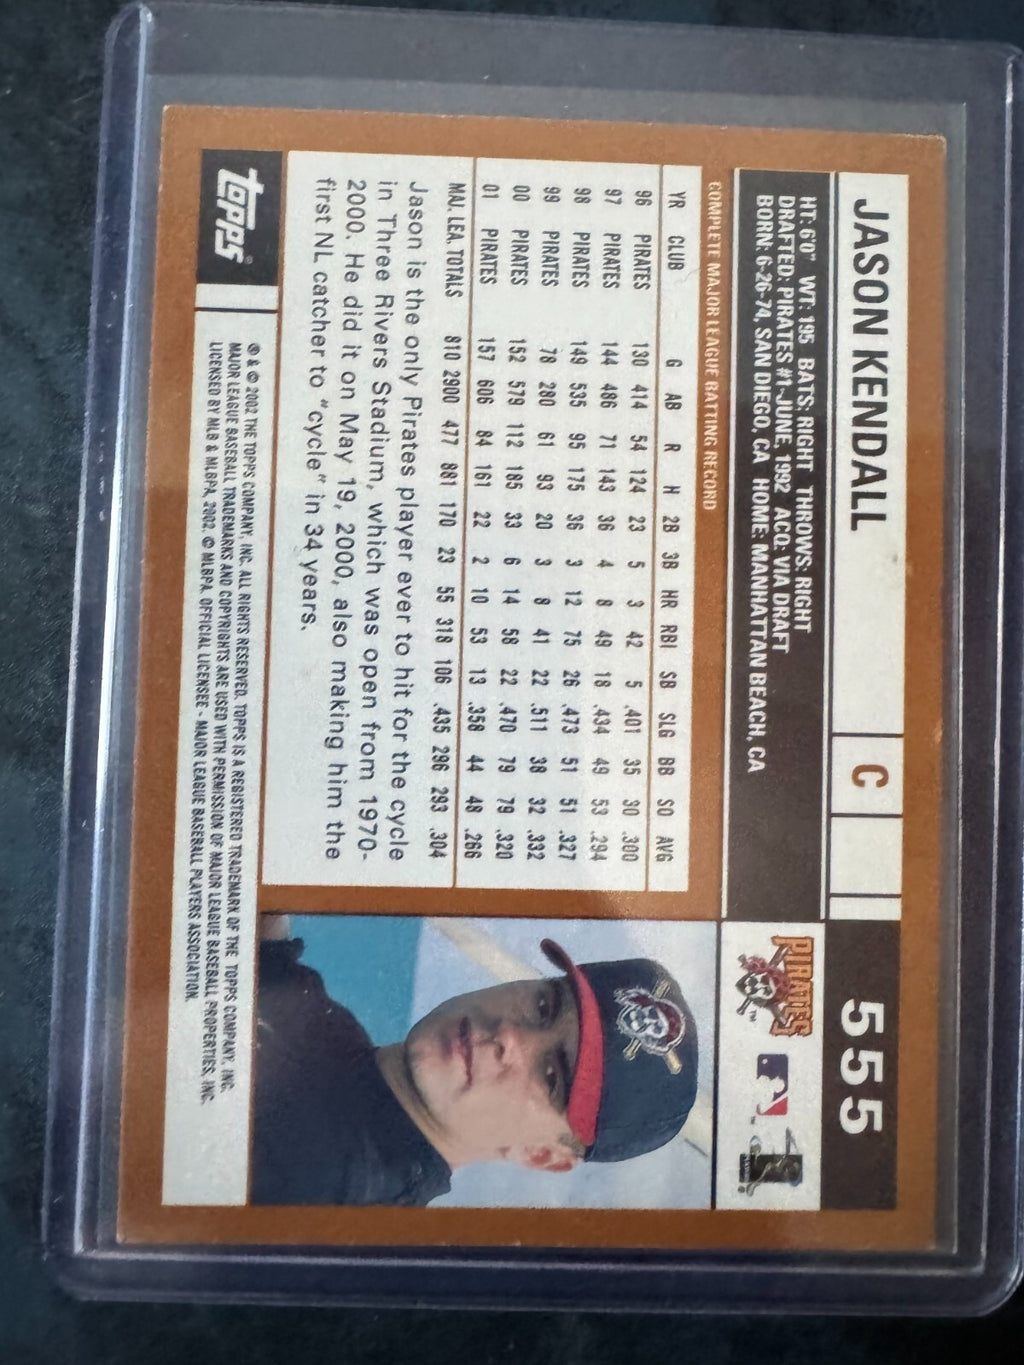 JASON KENDALL
C
555
HT: 6'0" WT: 195 BATS: RIGHT THROWS: RIGHT
DRAFTED: PIRATES #1-JUNE, 1992 ACQ: VIA DRAFT
BORN: 6-26-74, SAN DIEGO, CA HOME: MANHATTAN BEACH, CA
PIRATES
TM
COMPLETE MAJOR LEAGUE BATTING RECORD
YR CLUB G AB R H 2B 3B HR RBI SB SLG BB SO AVG
96 PIRATES 130 414 54 124 23 5 3 42 5 .401 35 30 .300
97 PIRATES 144 486 71 143 36 4 8 49 18 .434 49 53 .294
98 PIRATES 149 535 95 175 36 3 12 75 26 .473 51 51 .327
99 PIRATES 78 280 61 93 20 3 8 41 22 .511 38 32 .332
00 PIRATES 152 579 112 185 33 6 14 58 22 .470 79 79 .320
01 PIRATES 157 606 84 161 22 2 10 53 13 .358 44 48 .266
MAJ. LEA. TOTALS 810 2900 477 881 170 23 55 318 106 .435 296 293 .304
Jason is the only Pirates player ever to hit for the cycle
in Three Rivers Stadium, which was open from 1970-
2000. He did it on May 19, 2000, also making him the
first NL catcher to "cycle" in 34 years.
topps®
® & © 2002 THE TOPPS COMPANY, INC. ALL RIGHTS RESERVED. TOPPS IS A REGISTERED TRADEMARK OF THE TOPPS COMPANY, INC.
MAJOR LEAGUE BASEBALL TRADEMARKS AND COPYRIGHTS ARE USED WITH PERMISSION OF MAJOR LEAGUE BASEBALL PROPERTIES, INC.
LICENSED BY MLB & MLBPA, 2002. © MLBPA. OFFICIAL LICENSEE - MAJOR LEAGUE BASEBALL PLAYERS ASSOCIATION.